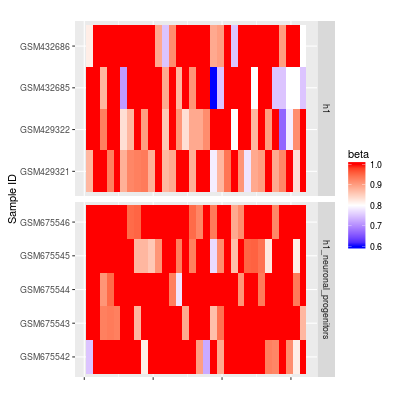 GSM432686
GSM432685
GSM429322
GSM429321
h1
GSM675546
GSM675545
GSM675544
GSM675543
GSM675542
h1_neuronal_progenitors
Sample ID
beta
1.0
0.9
0.8
0.7
0.6